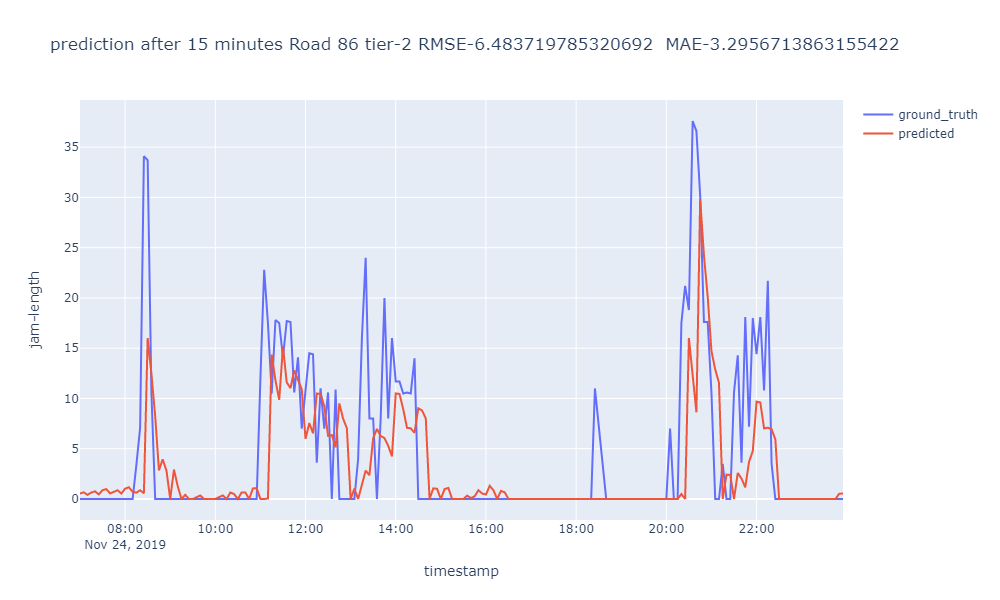 prediction after 15 minutes Road 86 tier-2 RMSE-6.483719785320692  MAE-3.2956713863155422
ground_truth
predicted
35
30
25
20
15
10
5
0
jam-length
08:00 10:00 12:00 14:00 16:00 18:00 20:00 22:00
Nov 24, 2019
timestamp